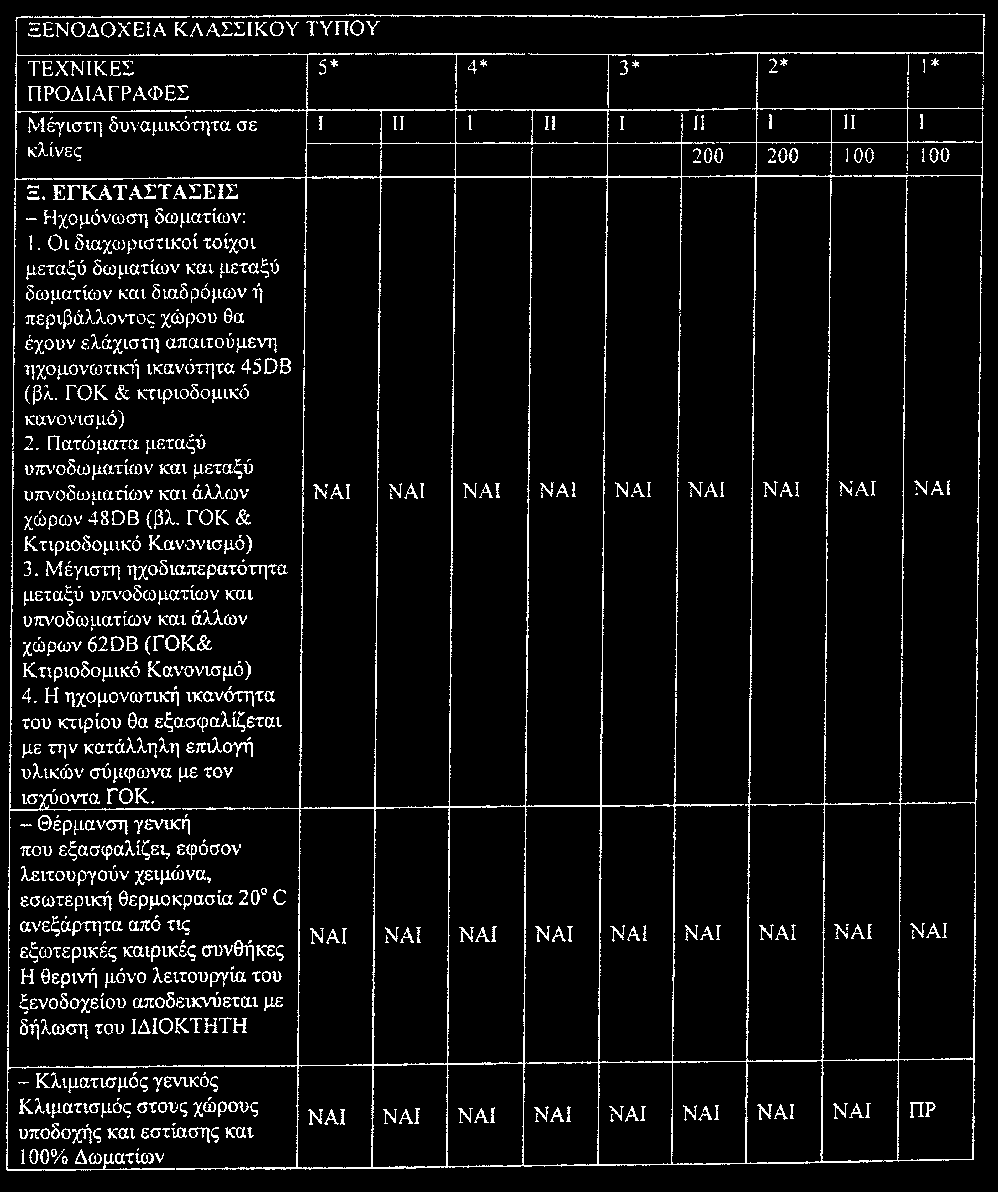 ΞΕΝΟΔΟΧΕΙΑ ΚΛΑΣΣΙΚΟΥ ΤΥΠΟΥ
ΤΕΧΝΙΚΕΣ 5* 4* 3* 2* 1*
ΠΡΟΔΙΑΓΡΑΦΕΣ
Μέγιστη δυναμικότητα σε I II I II I II I II I
κλίνες 200 200 100 100
Ξ. ΕΓΚΑΤΑΣΤΑΣΕΙΣ
– Ηχομόνωση δωματίων:
1. Οι διαχωριστικοί τοίχοι
μεταξύ δωματίων και μεταξύ
δωματίων και διαδρόμων ή
περιβάλλοντος χώρου θα
έχουν ελάχιστη απαιτούμενη
ηχομονωτική ικανότητα 45DB
(βλ. ΓΟΚ & κτιριοδομικό
κανονισμό)
2. Πατώματα μεταξύ
υπνοδωματίων και μεταξύ
υπνοδωματίων και άλλων ΝΑΙ ΝΑΙ ΝΑΙ ΝΑΙ ΝΑΙ ΝΑΙ ΝΑΙ ΝΑΙ ΝΑΙ
χώρων 48DB (βλ. ΓΟΚ &
Κτιριοδομικό Κανονισμό)
3. Μέγιστη ηχοδιαπερατότητα
μεταξύ υπνοδωματίων και
υπνοδωματίων και άλλων
χώρων 62DB (ΓΟΚ&
Κτιριοδομικό Κανονισμό)
4. Η ηχομονωτική ικανότητα
του κτιρίου θα εξασφαλίζεται
με την κατάλληλη επιλογή
υλικών σύμφωνα με τον
ισχύοντα ΓΟΚ.
– Θέρμανση γενική
που εξασφαλίζει, εφόσον
λειτουργούν χειμώνα,
εσωτερική θερμοκρασία 20° C
ανεξάρτητα από τις ΝΑΙ ΝΑΙ ΝΑΙ ΝΑΙ ΝΑΙ ΝΑΙ ΝΑΙ ΝΑΙ ΝΑΙ
εξωτερικές καιρικές συνθήκες
Η θερινή μόνο λειτουργία του
ξενοδοχείου αποδεικνύεται με
δήλωση του ΙΔΙΟΚΤΗΤΗ
– Κλιματισμός γενικός
Κλιματισμός στους χώρους ΝΑΙ ΝΑΙ ΝΑΙ ΝΑΙ ΝΑΙ ΝΑΙ ΝΑΙ ΝΑΙ ΠΡ
υποδοχής και εστίασης και
100% Δωματίων